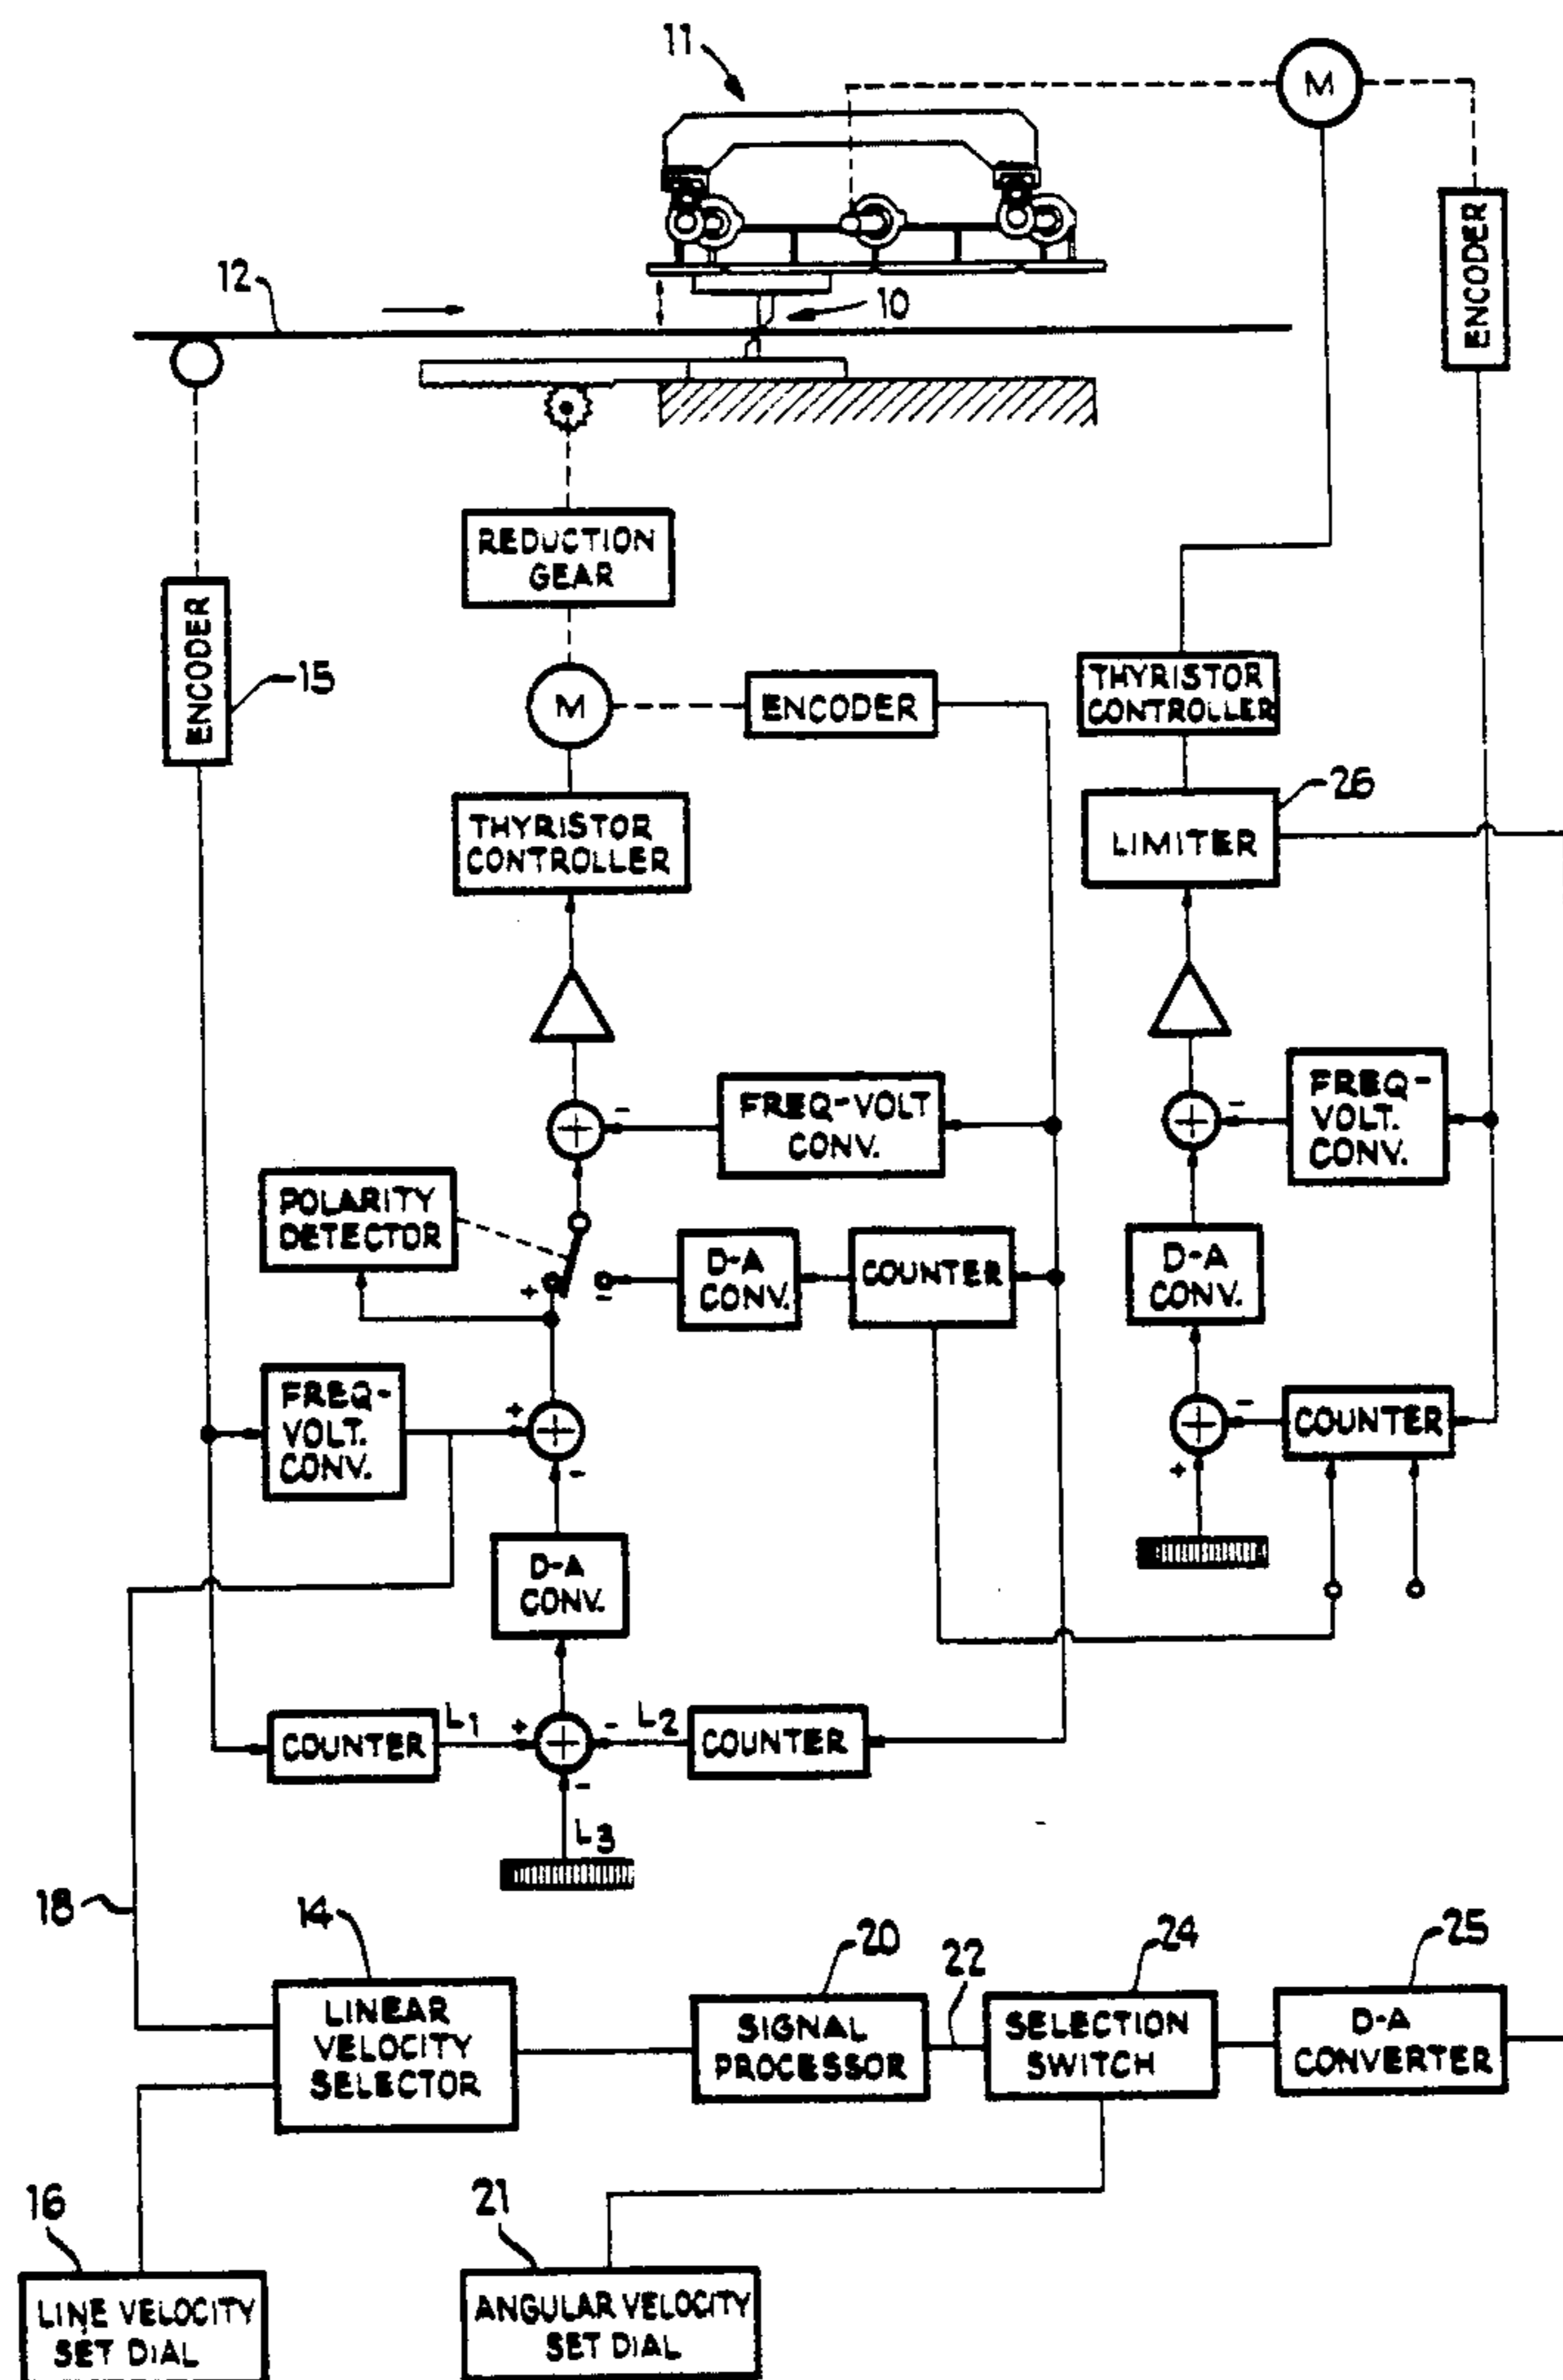 11
M
ENCODER
12
10
REDUCTION
GEAR
ENCODER
15
M
ENCODER
THYRISTOR
CONTROLLER
26
THYRISTOR
CONTROLLER
LIMITER
-
FREQ-VOLT
CONV.
-
FREQ-
VOLT.
CONV.
POLARITY
DETECTOR
+
-
D-A
CONV.
COUNTER
D-A
CONV.
FREQ-
VOLT.
CONV.
+
-
-
COUNTER
+
D-A
CONV.
COUNTER
L1
+
-
L2
COUNTER
-
L3
18
14
20
22
24
25
LINEAR
VELOCITY
SELECTOR
SIGNAL
PROCESSOR
SELECTION
SWITCH
D-A
CONVERTER
16
21
LINE VELOCITY
SET DIAL
ANGULAR VELOCITY
SET DIAL